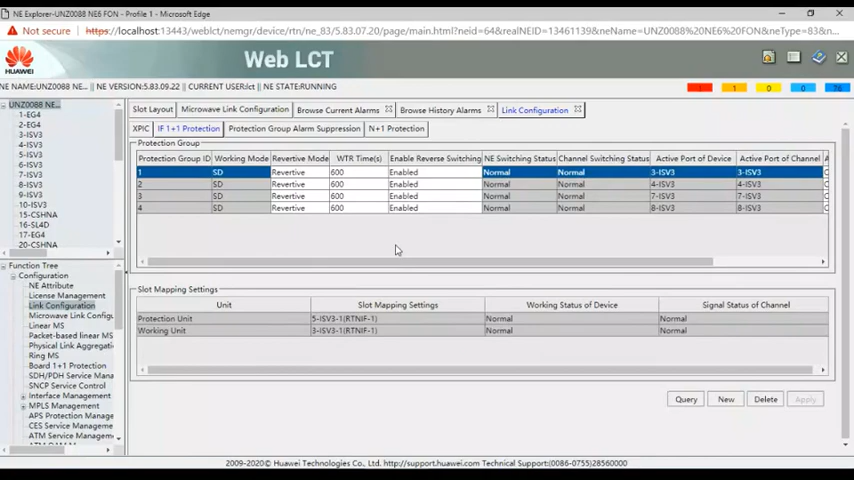 NE Explorer-UNZ0088 NE6 FON - Profile 1 - Microsoft Edge
Not secure https://localhost:13443/weblct/nemgr/device/rtn/ne_83/5.83.07.20/page/main.html?neid=64&realNEID=13461139&neName=UNZ0088%20NE6%20FON&neType=83&n...
HUAWEI
Web LCT
NE NAME:UNZ0088 NE... | NE VERSION:5.83.09.22 | CURRENT USER:lct | NE STATE:RUNNING
1 1 0 0 76
UNZ0088 NE...
1-EG4
2-EG4
3-ISV3
4-ISV3
5-ISV3
6-ISV3
7-ISV3
8-ISV3
9-ISV3
10-ISV3
15-CSHNA
16-SL4D
17-EG4
20-CSHNA
Function Tree
Configuration
NE Attribute
License Management
Link Configuration
Microwave Link Configu
Linear MS
Packet-based linear MS
Physical Link Aggregatio
Ring MS
Board 1+1 Protection
SDH/PDH Service Mana
SNCP Service Control
Interface Management
MPLS Management
APS Protection Manage
CES Service Manageme
ATM Service Managem
Slot Layout Microwave Link Configuration Browse Current Alarms Browse History Alarms Link Configuration
XPIC IF 1+1 Protection Protection Group Alarm Suppression N+1 Protection
Protection Group
Protection Group ID Working Mode Revertive Mode WTR Time(s) Enable Reverse Switching NE Switching Status Channel Switching Status Active Port of Device Active Port of Channel A
1 SD Revertive 600 Enabled Normal Normal 3-ISV3 3-ISV3 C
2 SD Revertive 600 Enabled Normal Normal 4-ISV3 4-ISV3 C
3 SD Revertive 600 Enabled Normal Normal 7-ISV3 7-ISV3 C
4 SD Revertive 600 Enabled Normal Normal 8-ISV3 8-ISV3 C
Slot Mapping Settings
Unit Slot Mapping Settings Working Status of Device Signal Status of Channel
Protection Unit 5-ISV3-1(RTNIF-1) Normal Normal
Working Unit 3-ISV3-1(RTNIF-1) Normal Normal
Query New Delete Apply
2009-2020© Huawei Technologies Co., Ltd. http://support.huawei.com Technical Support:(0086-0755)28560000